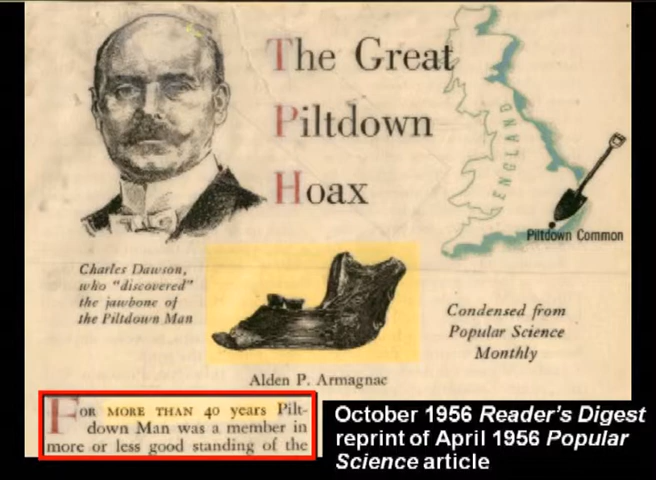 The Great
Piltdown
Hoax
ENGLAND
Piltdown Common
Charles Dawson,
who "discovered"
the jawbone of
the Piltdown Man
Condensed from
Popular Science
Monthly
Alden P. Armagnac
FOR MORE THAN 40 years Pilt-
down Man was a member in
more or less good standing of the
October 1956 Reader's Digest
reprint of April 1956 Popular
Science article